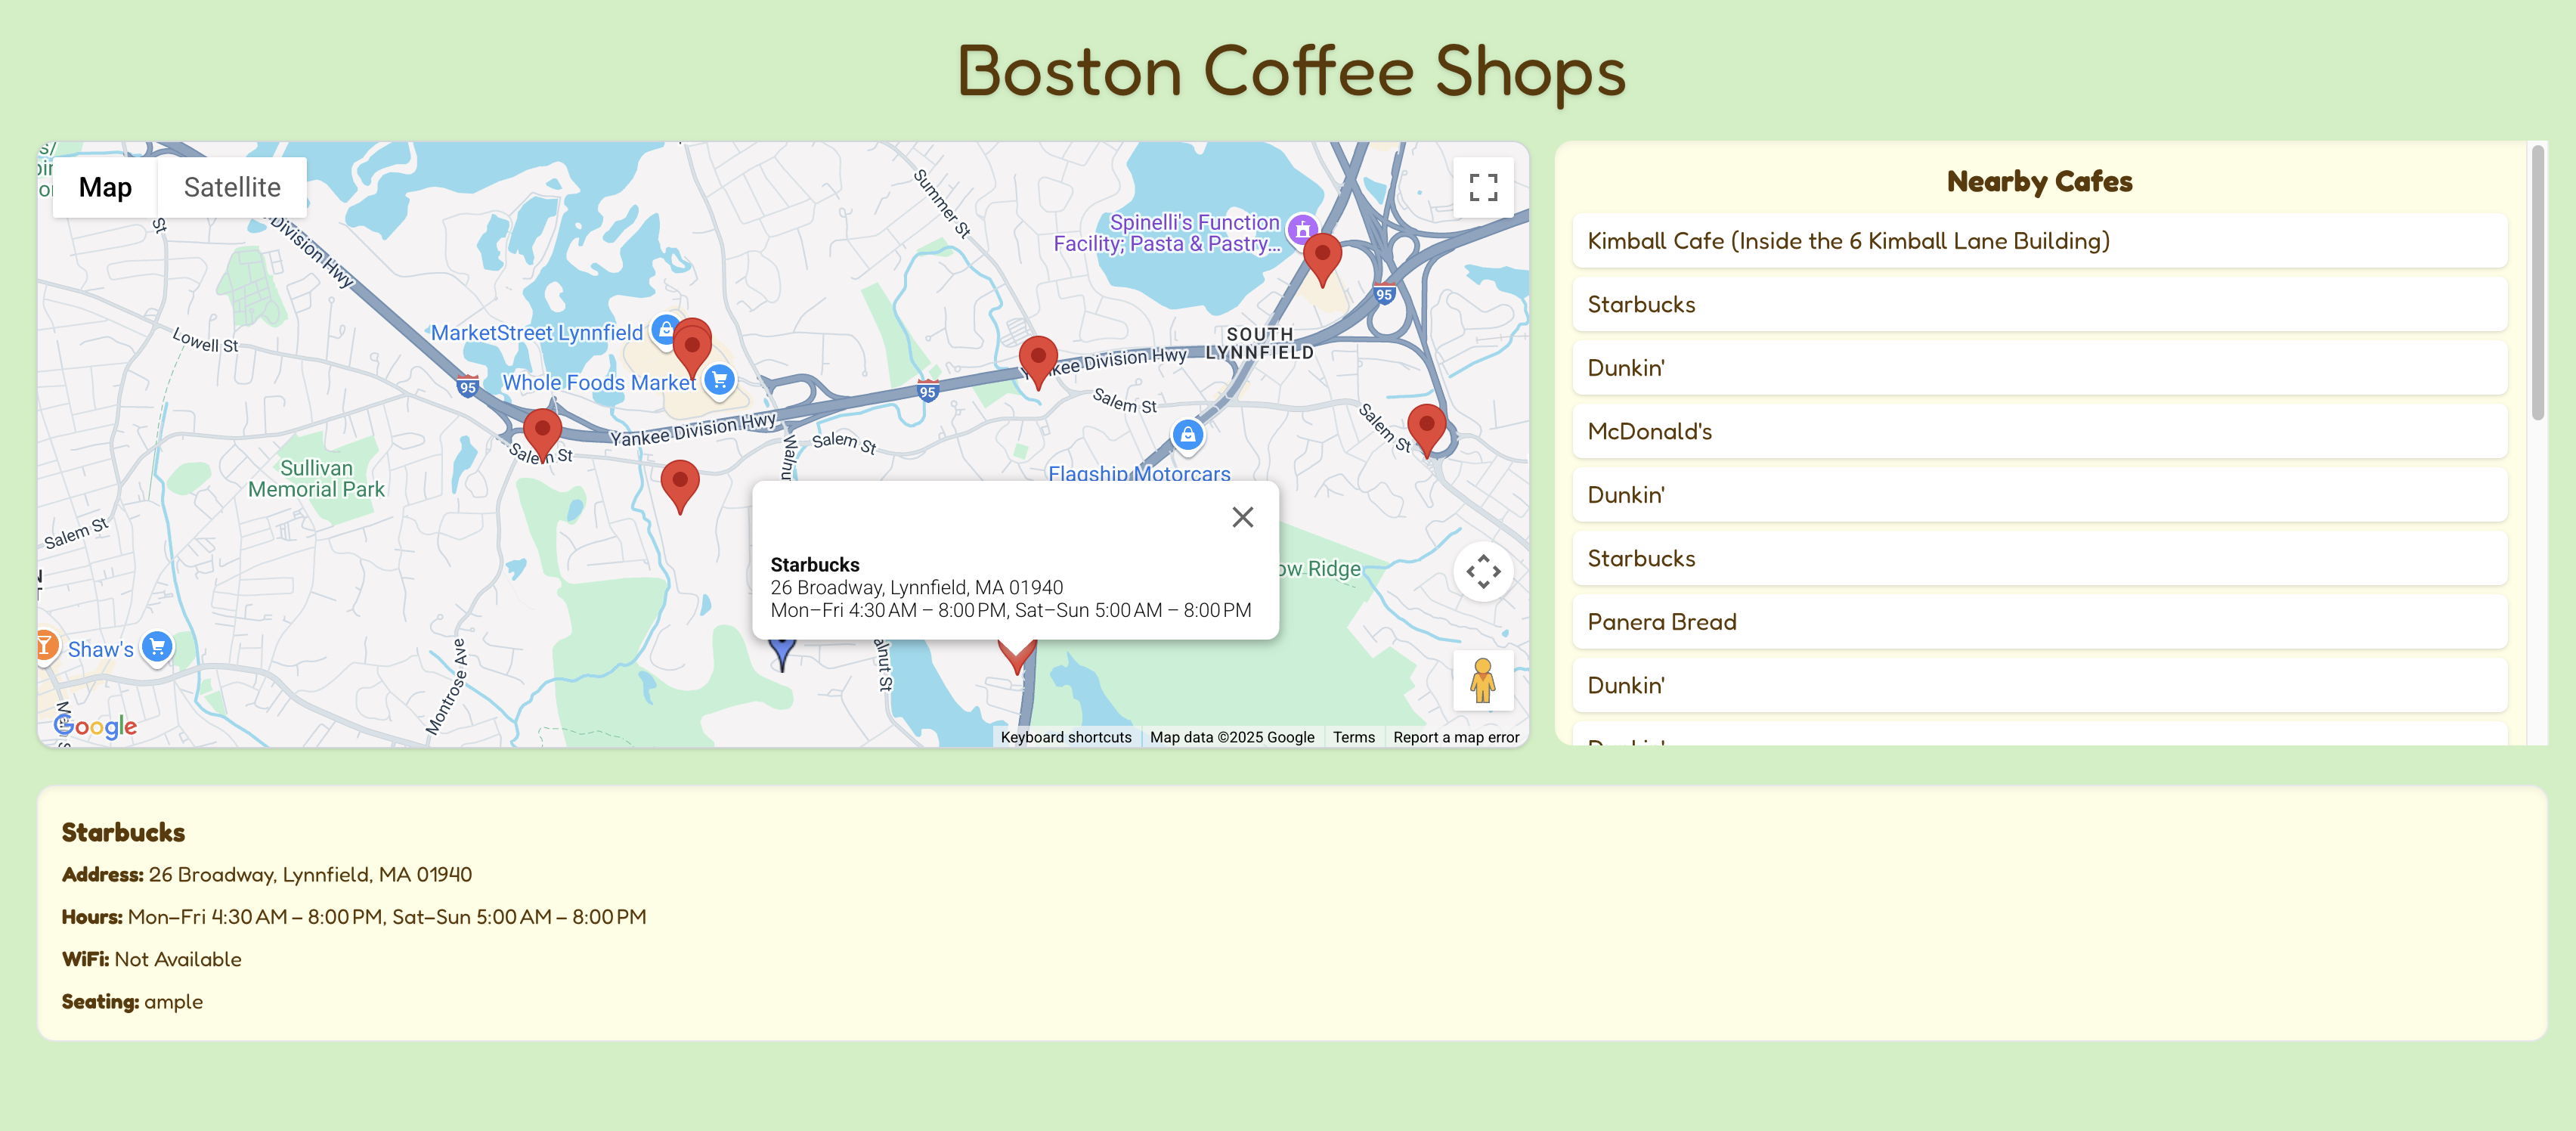 Boston Coffee Shops
Map
Satellite
Division Hwy
Summer St
Spinelli's Function
Facility; Pasta & Pastry...
95
SOUTH
LYNNFIELD
MarketStreet Lynnfield
Lowell St
Whole Foods Market
95
95
Yankee Division Hwy
Salem St
Yankee Division Hwy
Salem St
Salem St
Salem St
Sullivan
Memorial Park
Flagship Motorcars
Salem St
Starbucks
26 Broadway, Lynnfield, MA 01940
Mon–Fri 4:30 AM – 8:00 PM, Sat–Sun 5:00 AM – 8:00 PM
Shaw's
Montrose Ave
Google
Keyboard shortcuts
Map data ©2025 Google
Terms
Report a map error
Nearby Cafes
Kimball Cafe (Inside the 6 Kimball Lane Building)
Starbucks
Dunkin'
McDonald's
Dunkin'
Starbucks
Panera Bread
Dunkin'
Starbucks
Address: 26 Broadway, Lynnfield, MA 01940
Hours: Mon–Fri 4:30 AM – 8:00 PM, Sat–Sun 5:00 AM – 8:00 PM
WiFi: Not Available
Seating: ample